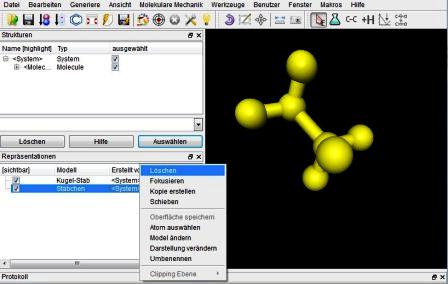 Datei Bearbeiten Generiere Ansicht Molekulare Mechanik Werkzeuge Benutzer Fenster Makros Hilfe
C-C +H
Strukturen
Name [highlight] Typ ausgewählt
<System> System
<Molec... Molecule
Löschen Hilfe Auswählen
Repräsentationen
[sichtbar] Modell Erstellt vo
Kugel-Stab <System>
Stäbchen <System>
Löschen
Fokusieren
Kopie erstellen
Schieben
Oberfläche speichern
Atom auswählen
Model ändern
Darstellung verändern
Umbenennen
Clipping Ebene
Protokoll